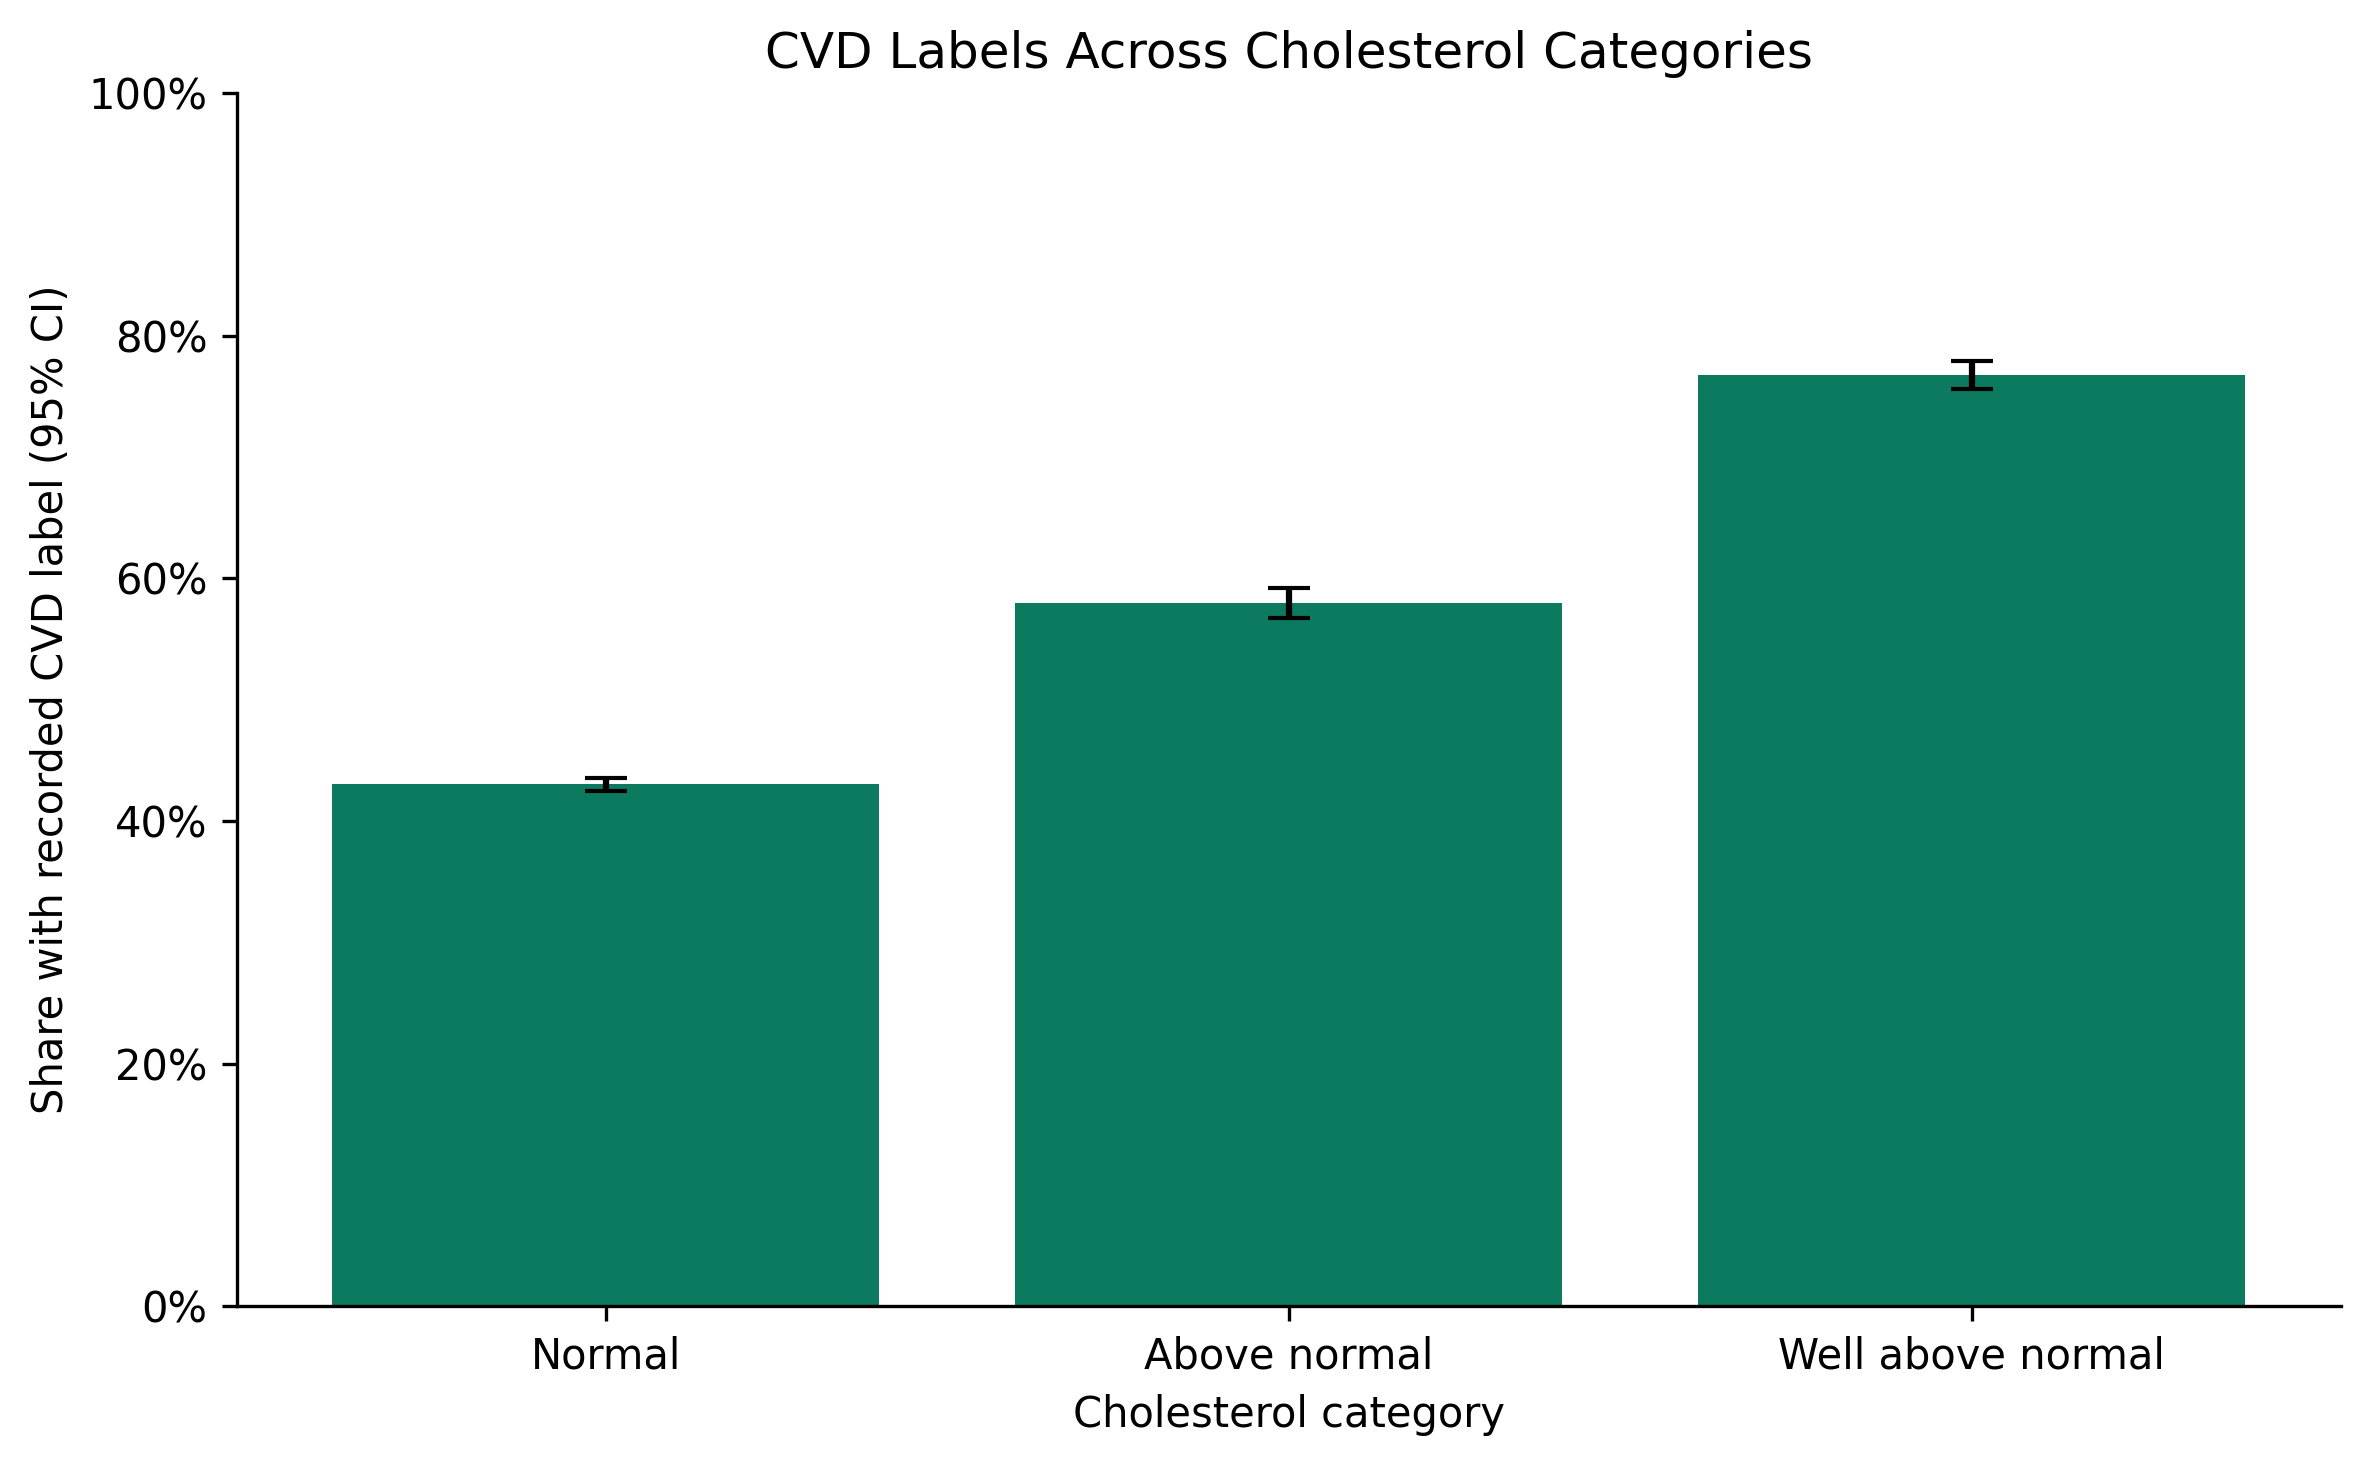 CVD Labels Across Cholesterol Categories
Share with recorded CVD label (95% CI)
100%
80%
60%
40%
20%
0%
Normal
Above normal
Well above normal
Cholesterol category